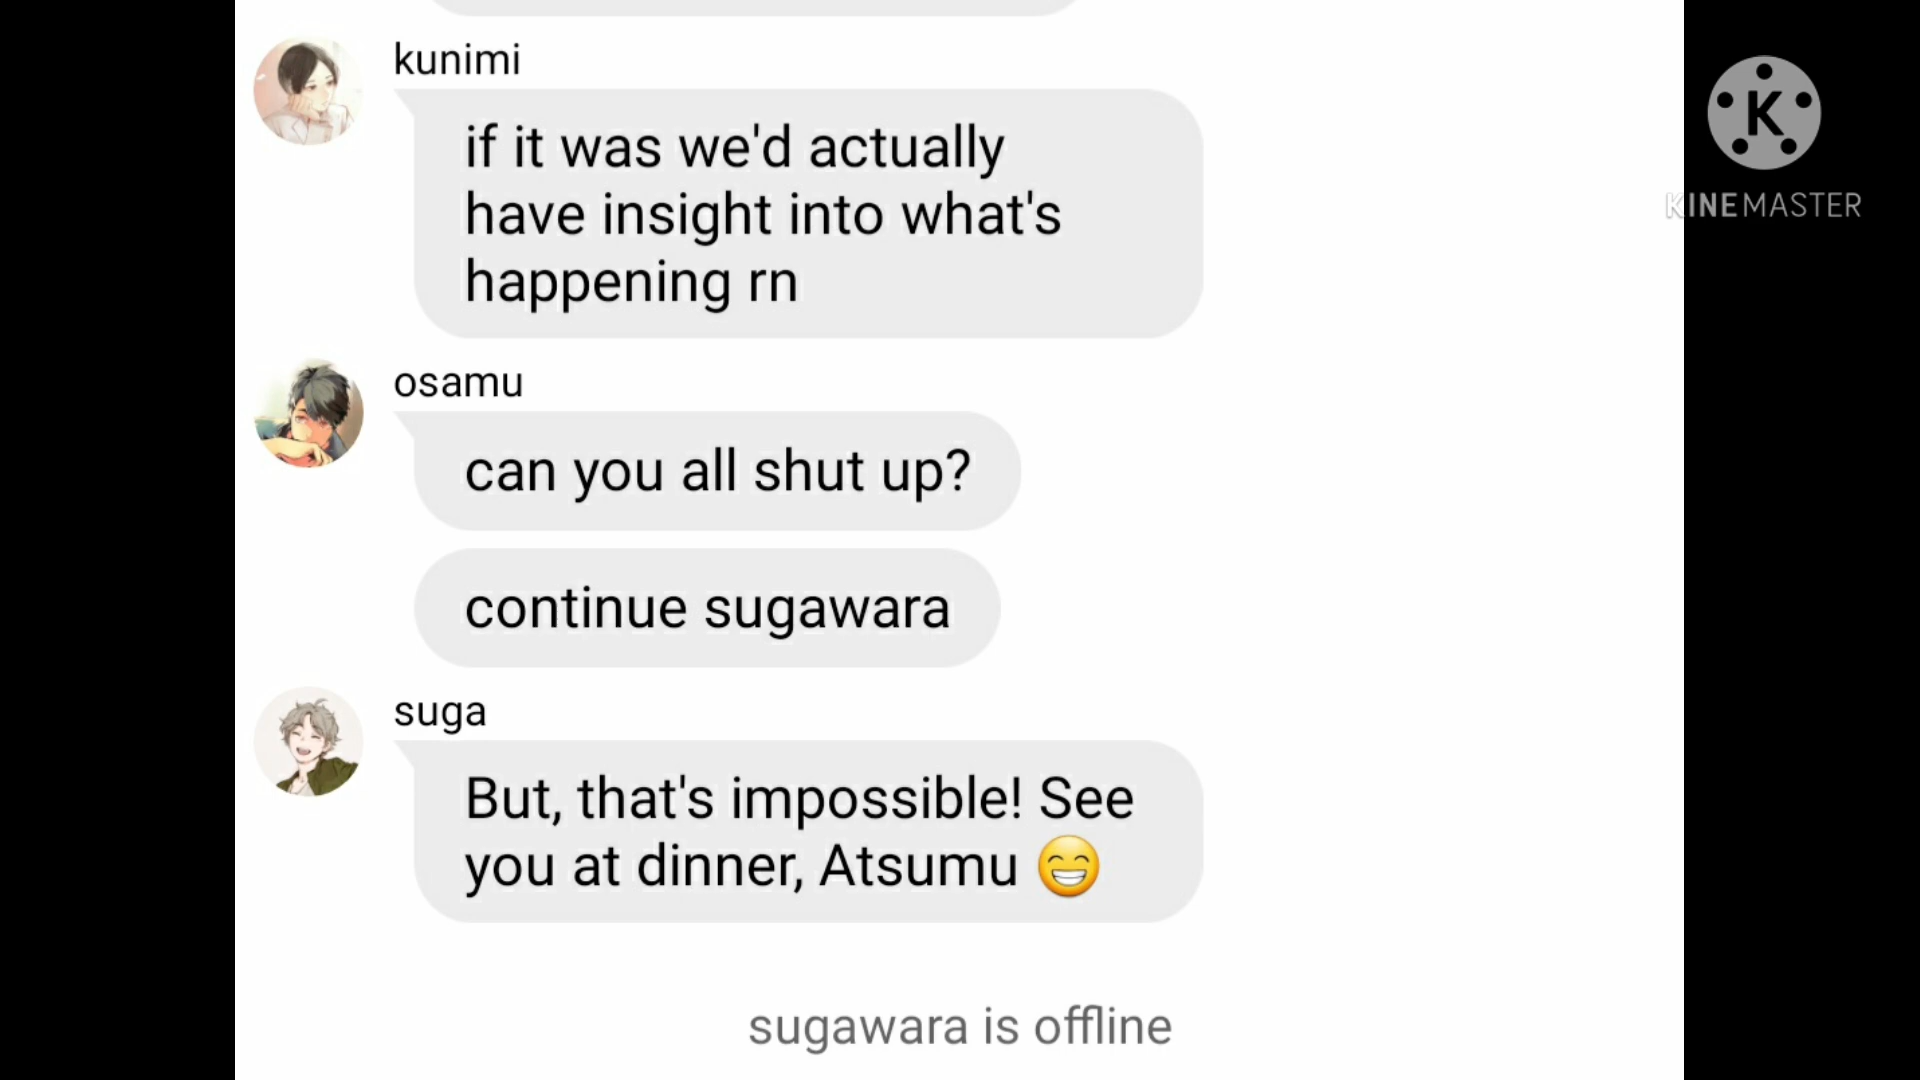 kunimi
if it was we'd actually
have insight into what's
happening rn
osamu
can you all shut up?
continue sugawara
suga
But, that's impossible! See
you at dinner, Atsumu 😁
sugawara is offline
K
KINEMASTER